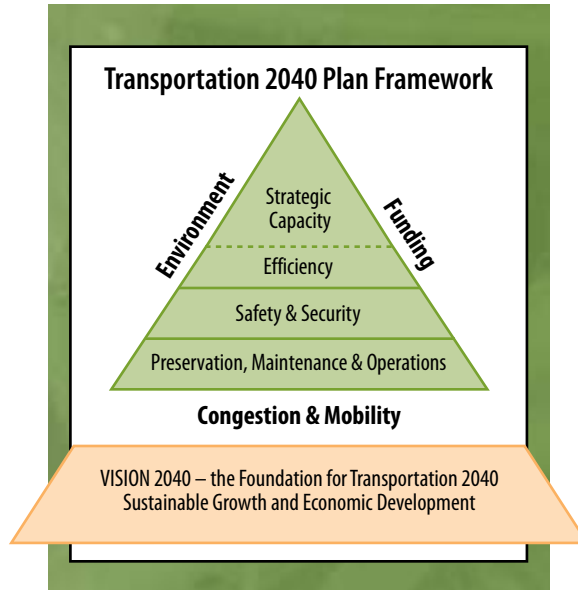 Transportation 2040 Plan Framework
Environment
Funding
Strategic
Capacity
Efficiency
Safety & Security
Preservation, Maintenance & Operations
Congestion & Mobility
VISION 2040 – the Foundation for Transportation 2040
Sustainable Growth and Economic Development